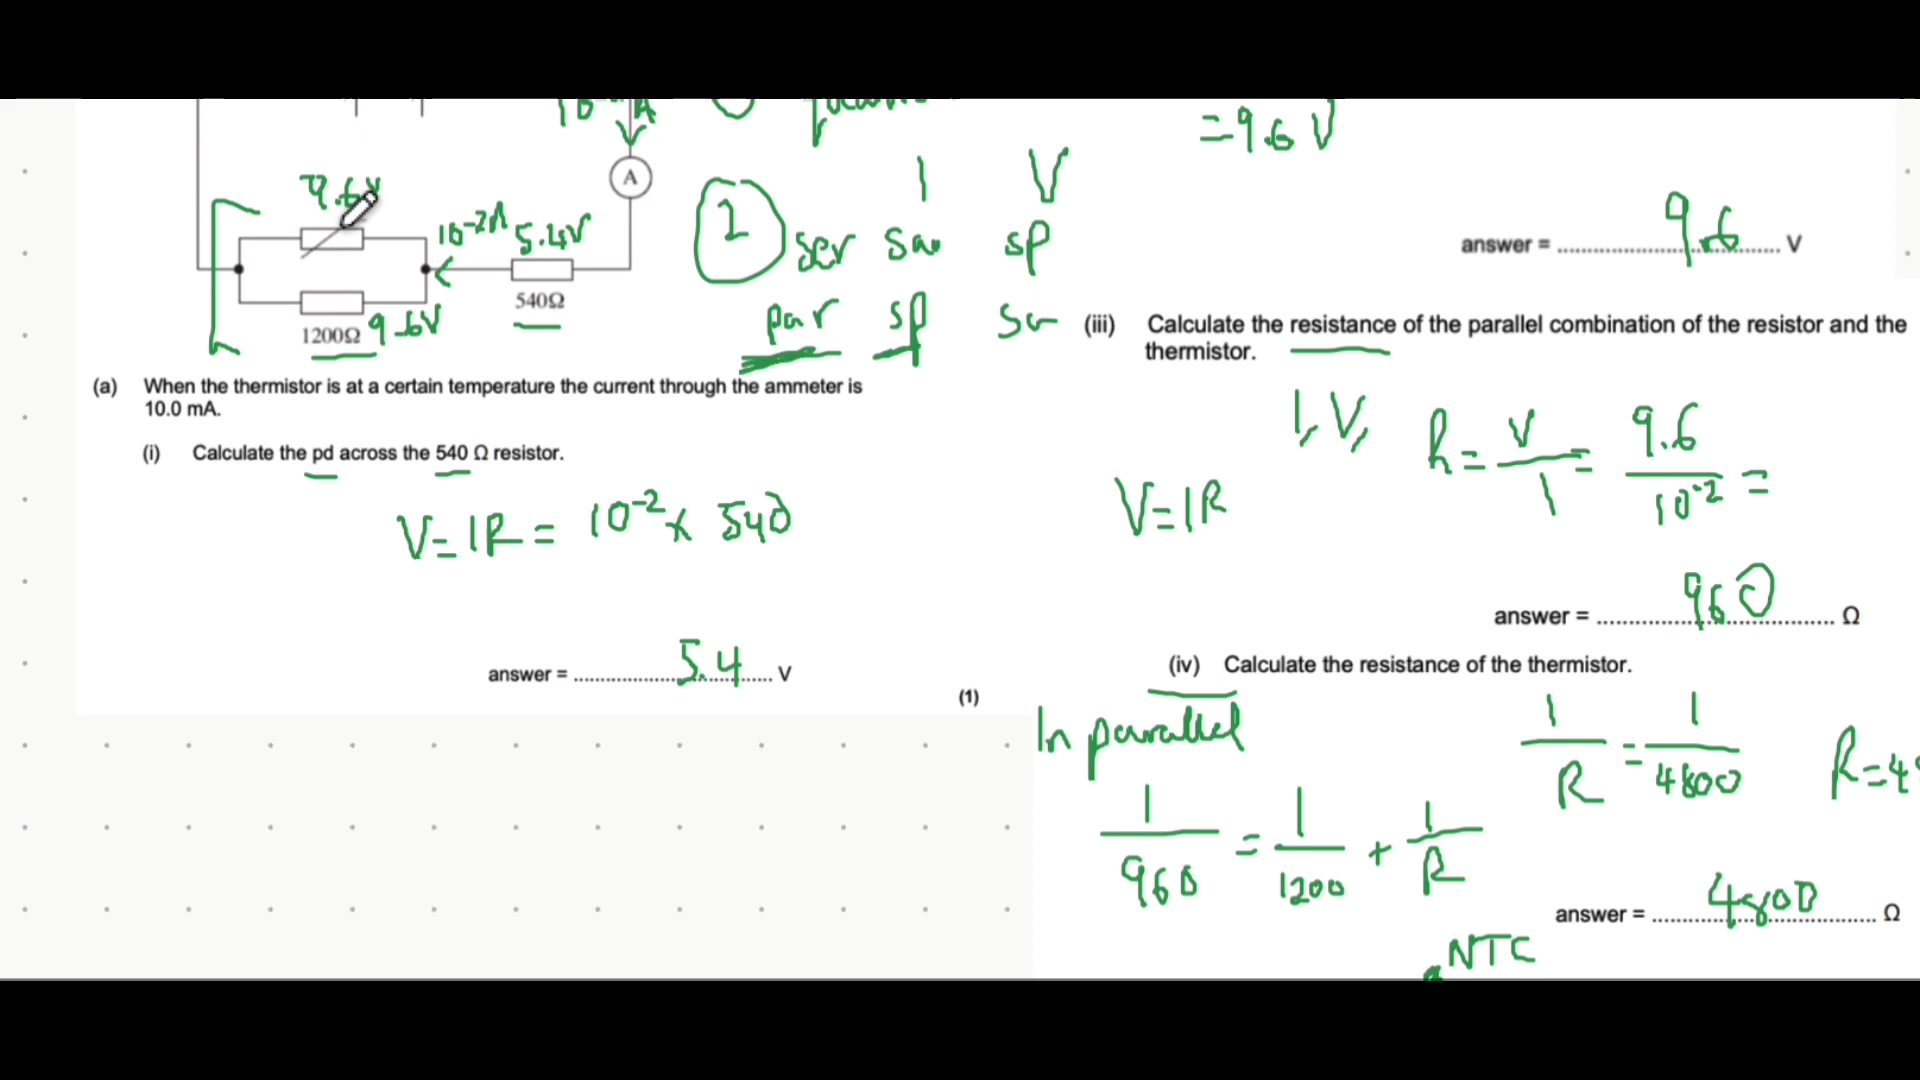 9.6V
A
10⁻²A 5.4V
540Ω
1200Ω 9.6V
I V
2 ser sa sp
par sp sa
(a) When the thermistor is at a certain temperature the current through the ammeter is
10.0 mA.
(i) Calculate the pd across the 540 Ω resistor.
V=IR= 10⁻² x 540
answer = 5.4 V
(1)
=9.6 V
answer = 9.6 V
(iii) Calculate the resistance of the parallel combination of the resistor and the
thermistor.
I, V, R = V/I = 9.6/10⁻² =
V=IR
answer = 960 Ω
(iv) Calculate the resistance of the thermistor.
In parallel
1/R = 1/4800 R=4
1/960 = 1/1200 + 1/R
answer = 4800 Ω
NTC